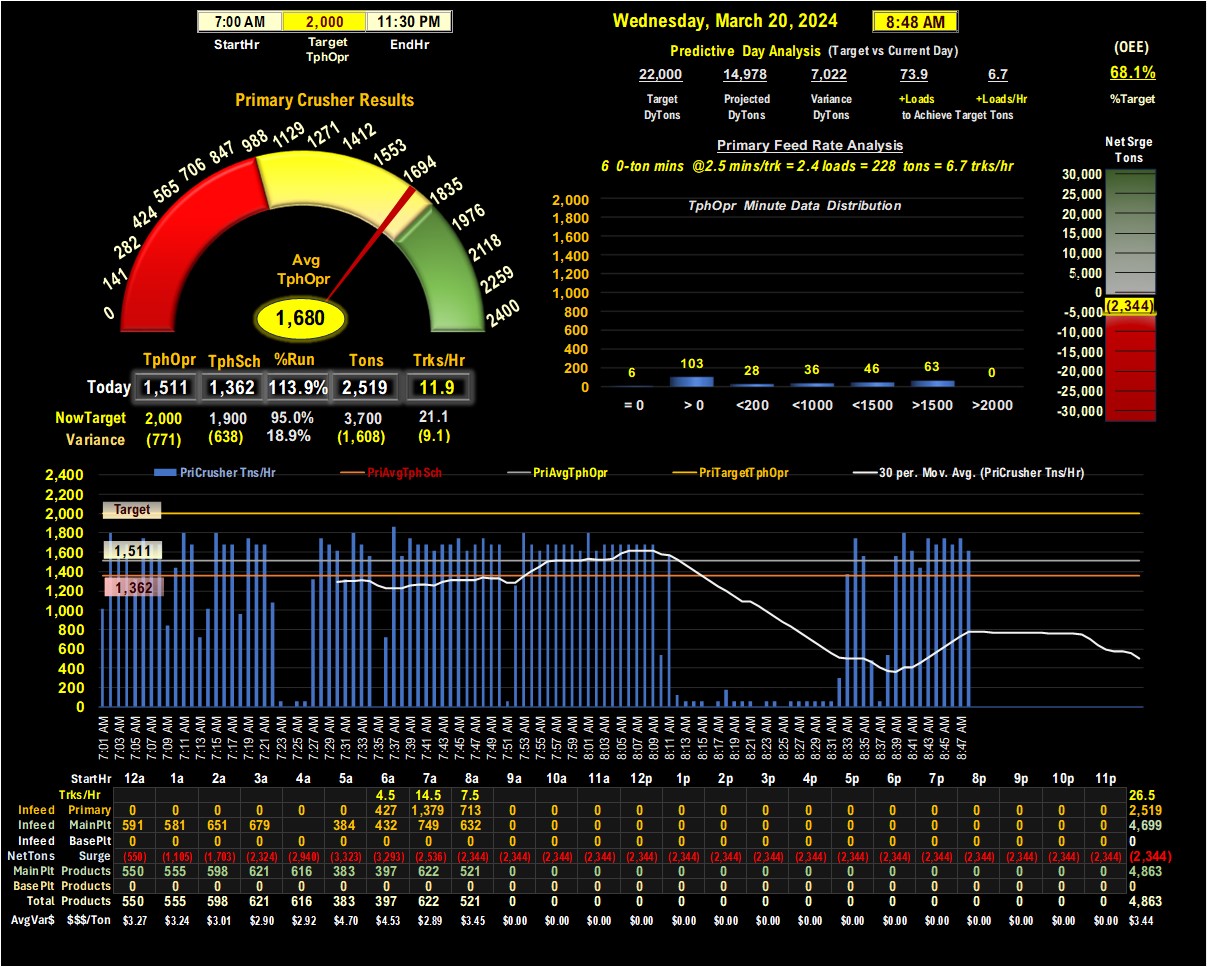 7:00 AM 2,000 11:30 PM
StartHr Target TphOpr EndHr
Wednesday, March 20, 2024 8:48 AM
Predictive Day Analysis (Target vs Current Day)
22,000 14,978 7,022 73.9 6.7
Target Projected Variance +Loads +Loads/Hr
DyTons DyTons DyTons to Achieve Target Tons
(OEE)
68.1%
%Target
Primary Crusher Results
0 141 282 424 565 706 847 988 1129 1271 1412 1553 1694 1835 1976 2118 2259 2400
Avg
TphOpr
1,680
Primary Feed Rate Analysis
6 0-ton mins @2.5 mins/trk = 2.4 loads = 228 tons = 6.7 trks/hr
TphOpr Minute Data Distribution
2,000
1,800
1,600
1,400
1,200
1,000
800
600
400
200
0
6 103 28 36 46 63 0
= 0 > 0 <200 <1000 <1500 >1500 >2000
Net Srge
Tons
30,000
25,000
20,000
15,000
10,000
5,000
0
(2,344)
-5,000
-10,000
-15,000
-20,000
-25,000
-30,000
TphOpr TphSch %Run Tons Trks/Hr
Today 1,511 1,362 113.9% 2,519 11.9
NowTarget 2,000 1,900 95.0% 3,700 21.1
Variance (771) (638) 18.9% (1,608) (9.1)
PriCrusher Tns/Hr PriAvgTphSch PriAvgTphOpr PriTargetTphOpr 30 per. Mov. Avg. (PriCrusher Tns/Hr)
2,400
2,200
2,000
1,800
1,600
1,400
1,200
1,000
800
600
400
200
0
Target
1,511
1,362
7:01 AM 7:03 AM 7:05 AM 7:07 AM 7:09 AM 7:11 AM 7:13 AM 7:15 AM 7:17 AM 7:19 AM 7:21 AM 7:23 AM 7:25 AM 7:27 AM 7:29 AM 7:31 AM 7:33 AM 7:35 AM 7:37 AM 7:39 AM 7:41 AM 7:43 AM 7:45 AM 7:47 AM 7:49 AM 7:51 AM 7:53 AM 7:55 AM 7:57 AM 7:59 AM 8:01 AM 8:03 AM 8:05 AM 8:07 AM 8:09 AM 8:11 AM 8:13 AM 8:15 AM 8:17 AM 8:19 AM 8:21 AM 8:23 AM 8:25 AM 8:27 AM 8:29 AM 8:31 AM 8:33 AM 8:35 AM 8:37 AM 8:39 AM 8:41 AM 8:43 AM 8:45 AM 8:47 AM
StartHr 12a 1a 2a 3a 4a 5a 6a 7a 8a 9a 10a 11a 12p 1p 2p 3p 4p 5p 6p 7p 8p 9p 10p 11p
Trks/Hr 4.5 14.5 7.5 26.5
Infeed Primary 0 0 0 0 0 0 427 1,379 713 0 0 0 0 0 0 0 0 0 0 0 0 0 0 0 2,519
Infeed MainPlt 591 581 651 679 384 432 749 632 4,699
Infeed BasePlt 0 0 0 0 0 0 0 0 0 0 0 0 0 0 0 0 0 0 0 0 0 0 0 0 0
NetTons Surge (550) (1,105) (1,703) (2,324) (2,940) (3,323) (3,293) (2,536) (2,344) (2,344) (2,344) (2,344) (2,344) (2,344) (2,344) (2,344) (2,344) (2,344) (2,344) (2,344) (2,344) (2,344) (2,344) (2,344) (2,344)
MainPlt Products 550 555 598 621 616 383 397 622 521 0 0 0 0 0 0 0 0 0 0 0 0 0 0 0 4,863
BasePlt Products 0 0 0 0 0 0 0 0 0 0 0 0 0 0 0 0 0 0 0 0 0 0 0 0 0
Total Products 550 555 598 621 616 383 397 622 521 0 0 0 0 0 0 0 0 0 0 0 0 0 0 0 4,863
AvgVar$ $$$/Ton $3.27 $3.24 $3.01 $2.90 $2.92 $4.70 $4.53 $2.89 $3.45 $0.00 $0.00 $0.00 $0.00 $0.00 $0.00 $0.00 $0.00 $0.00 $0.00 $0.00 $0.00 $0.00 $0.00 $0.00 $3.44